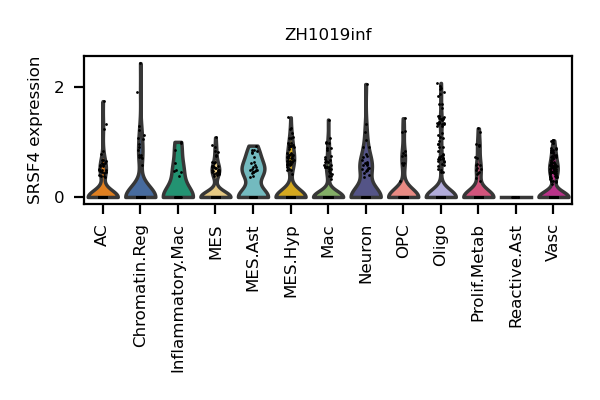 ZH1019inf
SRSF4 expression
2
0
AC
Chromatin.Reg
Inflammatory.Mac
MES
MES.Ast
MES.Hyp
Mac
Neuron
OPC
Oligo
Prolif.Metab
Reactive.Ast
Vasc